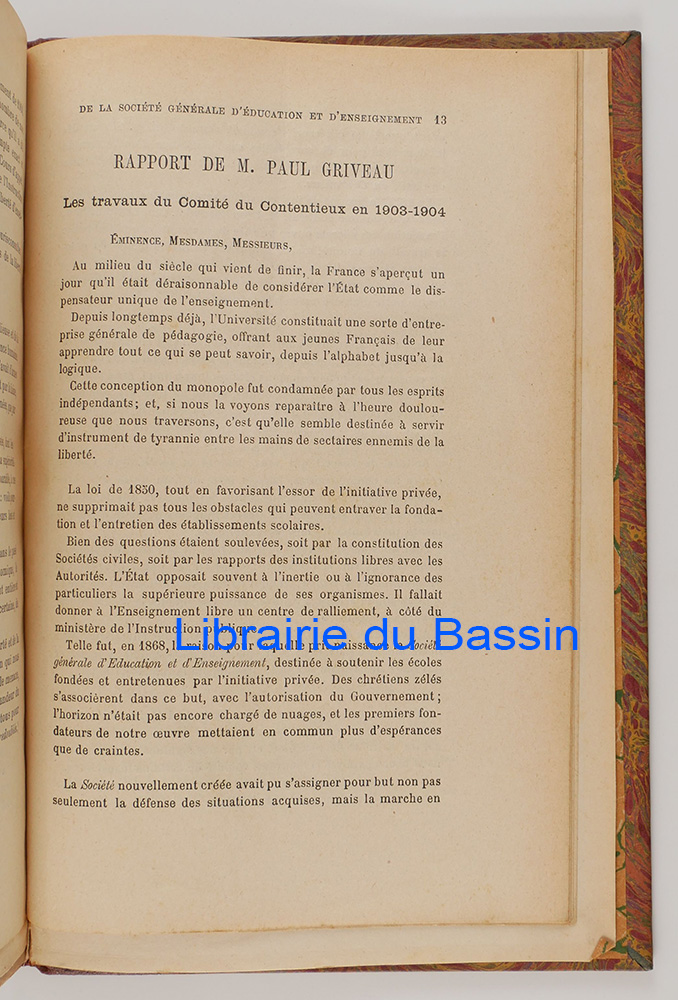 DE LA SOCIÉTÉ GÉNÉRALE D'ÉDUCATION ET D'ENSEIGNEMENT 13
RAPPORT DE M. PAUL GRIVEAU
Les travaux du Comité du Contentieux en 1903-1904
ÉMINENCE, MESDAMES, MESSIEURS,
Au milieu du siècle qui vient de finir, la France s'aperçut un
jour qu'il était déraisonnable de considérer l'État comme le dis-
pensateur unique de l'enseignement.
Depuis longtemps déjà, l'Université constituait une sorte d'entre-
prise générale de pédagogie, offrant aux jeunes Français de leur
apprendre tout ce qui se peut savoir, depuis l'alphabet jusqu'à la
logique.
Cette conception du monopole fut condamnée par tous les esprits
indépendants; et, si nous la voyons reparaître à l'heure doulou-
reuse que nous traversons, c'est qu'elle semble destinée à servir
d'instrument de tyrannie entre les mains de sectaires ennemis de la
liberté.
La loi de 1850, tout en favorisant l'essor de l'initiative privée,
ne supprimait pas tous les obstacles qui peuvent entraver la fonda-
tion et l'entretien des établissements scolaires.
Bien des questions étaient soulevées, soit par la constitution des
Sociétés civiles, soit par les rapports des institutions libres avec les
Autorités. L'État opposait souvent à l'inertie ou à l'ignorance des
particuliers la supérieure puissance de ses organismes. Il fallait
donner à l'Enseignement libre un centre de ralliement, à côté du
ministère de l'Instruction publique.
Librairie du Bassin
Telle fut, en 1868, la raison pour laquelle prit naissance la Société
générale d'Education et d'Enseignement, destinée à soutenir les écoles
fondées et entretenues par l'initiative privée. Des chrétiens zélés
s'associèrent dans ce but, avec l'autorisation du Gouvernement;
l'horizon n'était pas encore chargé de nuages, et les premiers fon-
dateurs de notre œuvre mettaient en commun plus d'espérances
que de craintes.
La Société nouvellement créée avait pu s'assigner pour but non pas
seulement la défense des situations acquises, mais la marche en